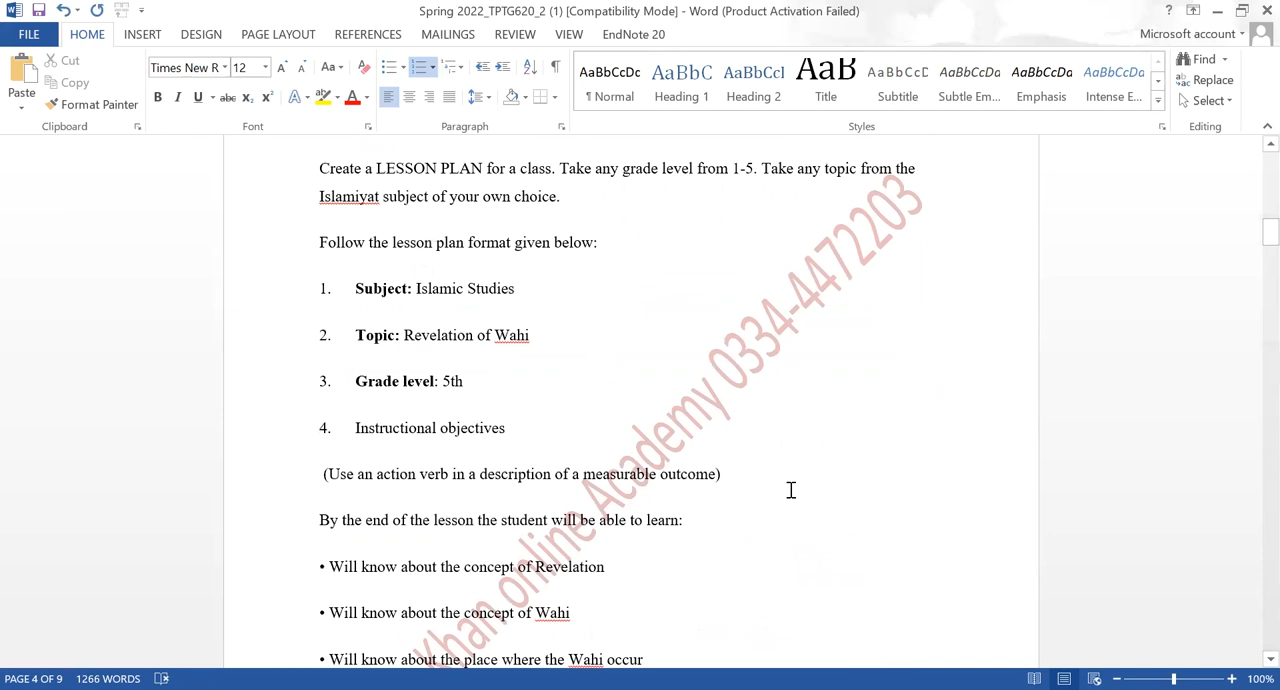 Spring 2022_TPTG620_2 (1) [Compatibility Mode] - Word (Product Activation Failed)
FILE HOME INSERT DESIGN PAGE LAYOUT REFERENCES MAILINGS REVIEW VIEW EndNote 20 Microsoft account
Paste Cut Copy Format Painter
Clipboard
Times New R 12
Font
Paragraph
AaBbCcDc AaBbC AaBbCcI AaB AaBbCcD AaBbCcDa AaBbCcDa AaBbCcDa
¶ Normal Heading 1 Heading 2 Title Subtitle Subtle Em... Emphasis Intense E...
Styles
Find
Replace
Select
Editing
Create a LESSON PLAN for a class. Take any grade level from 1-5. Take any topic from the
Islamiyat subject of your own choice.
Follow the lesson plan format given below:
1. Subject: Islamic Studies
2. Topic: Revelation of Wahi
3. Grade level: 5th
4. Instructional objectives
(Use an action verb in a description of a measurable outcome)
By the end of the lesson the student will be able to learn:
• Will know about the concept of Revelation
• Will know about the concept of Wahi
• Will know about the place where the Wahi occur
Khan online Academy 0334-4472203
PAGE 4 OF 9 1266 WORDS 100%